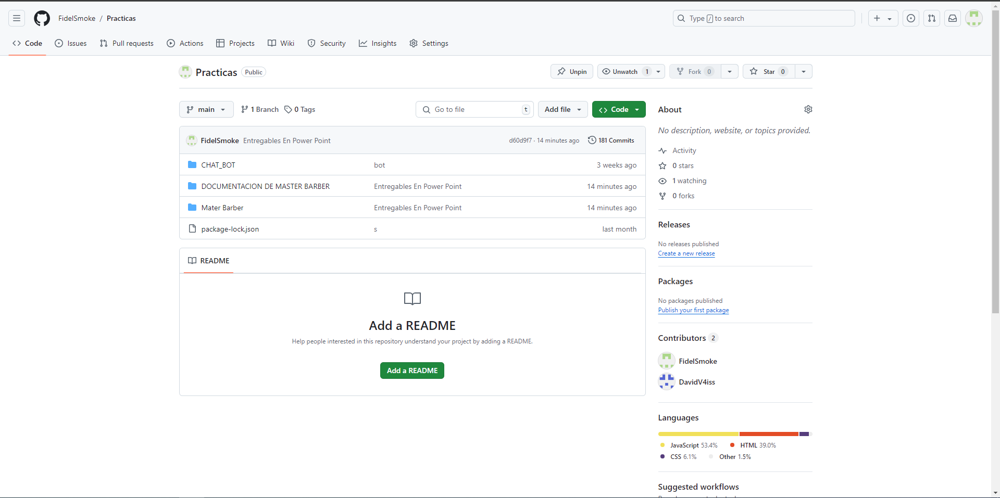 FidelSmoke / Practicas
Type / to search
Code Issues Pull requests Actions Projects Wiki Security Insights Settings
Practicas Public
Unpin Unwatch 1 Fork 0 Star 0
main 1 Branch 0 Tags Go to file t Add file Code
FidelSmoke Entregables En Power Point d60d9f7 · 14 minutes ago 181 Commits
CHAT_BOT bot 3 weeks ago
DOCUMENTACION DE MASTER BARBER Entregables En Power Point 14 minutes ago
Mater Barber Entregables En Power Point 14 minutes ago
package-lock.json s last month
README
Add a README
Help people interested in this repository understand your project by adding a README.
Add a README
About
No description, website, or topics provided.
Activity
0 stars
1 watching
0 forks
Releases
No releases published
Create a new release
Packages
No packages published
Publish your first package
Contributors 2
FidelSmoke
DavidV4iss
Languages
JavaScript 53.4% HTML 39.0%
CSS 6.1% Other 1.5%
Suggested workflows